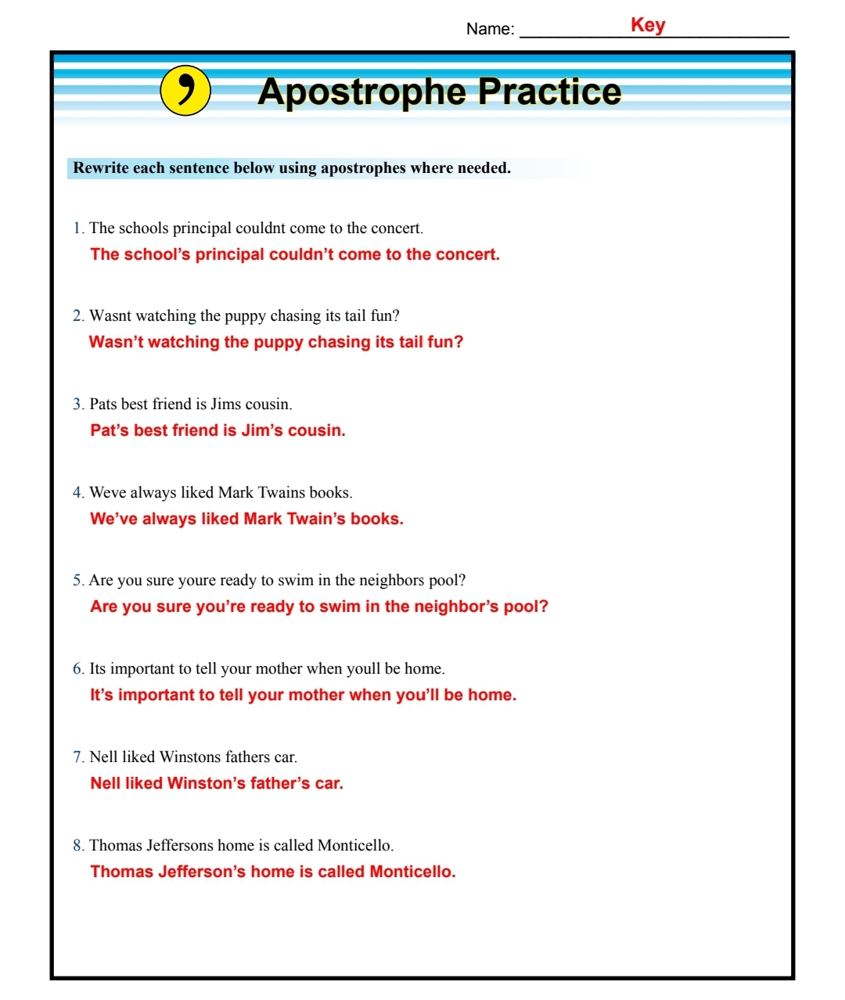 Name: Key
Apostrophe Practice
Rewrite each sentence below using apostrophes where needed.
1. The schools principal couldnt come to the concert.
The school’s principal couldn’t come to the concert.
2. Wasnt watching the puppy chasing its tail fun?
Wasn’t watching the puppy chasing its tail fun?
3. Pats best friend is Jims cousin.
Pat’s best friend is Jim’s cousin.
4. Weve always liked Mark Twains books.
We’ve always liked Mark Twain’s books.
5. Are you sure youre ready to swim in the neighbors pool?
Are you sure you’re ready to swim in the neighbor’s pool?
6. Its important to tell your mother when youll be home.
It’s important to tell your mother when you’ll be home.
7. Nell liked Winstons fathers car.
Nell liked Winston’s father’s car.
8. Thomas Jeffersons home is called Monticello.
Thomas Jefferson’s home is called Monticello.